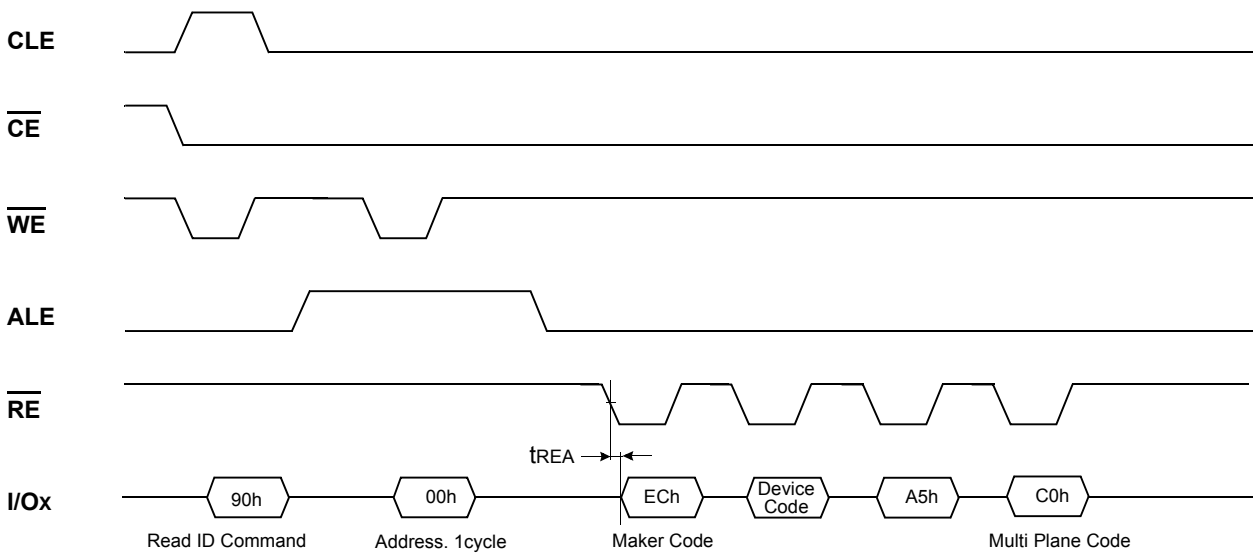 CLE
CE
WE
ALE
RE
tREA
I/Ox
90h
00h
ECh
Device
Code
A5h
C0h
Read ID Command
Address. 1cycle
Maker Code
Multi Plane Code